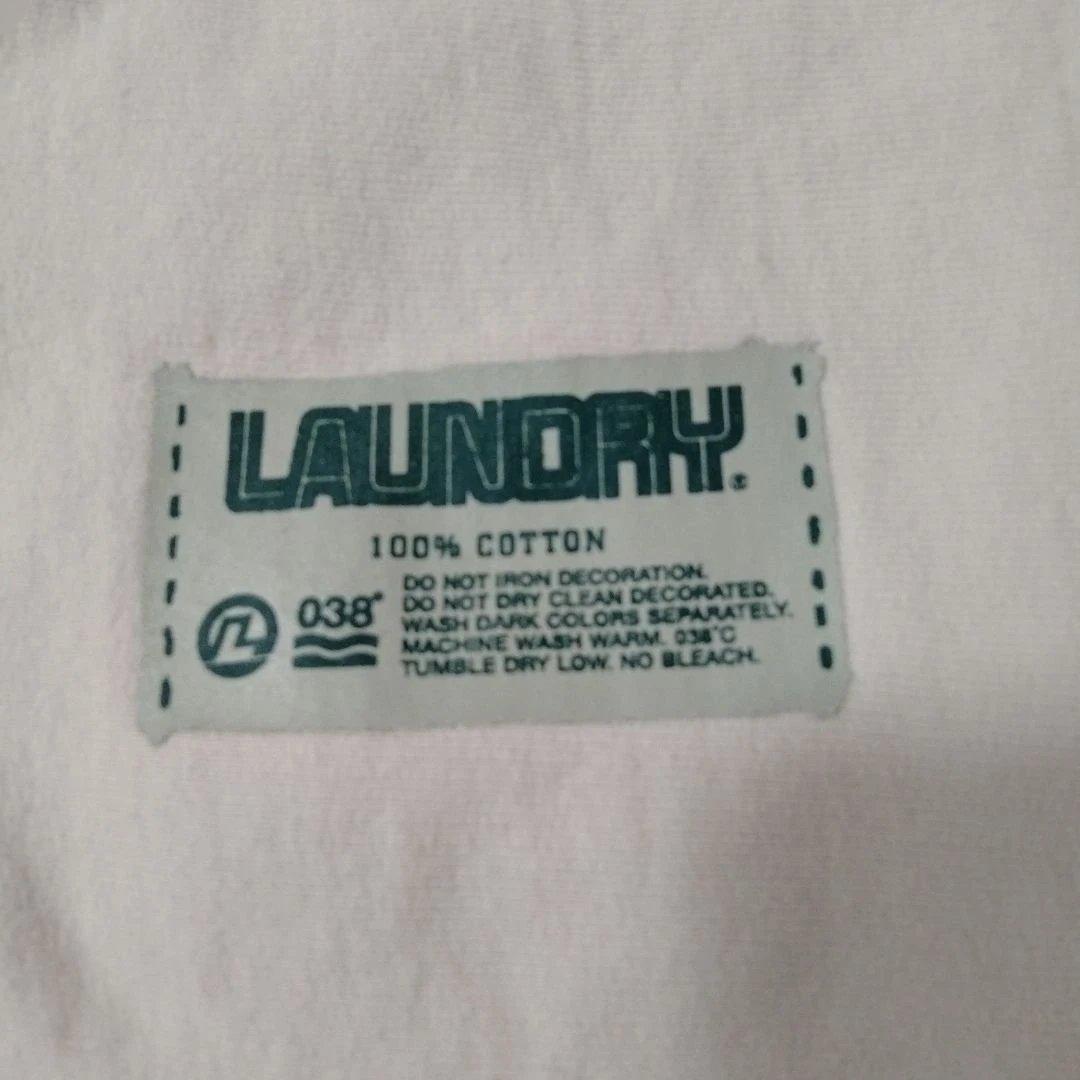 LAUNDRY®
100% COTTON
038°
DO NOT IRON DECORATION.
DO NOT DRY CLEAN DECORATED.
WASH DARK COLORS SEPARATELY.
MACHINE WASH WARM. 038°C
TUMBLE DRY LOW. NO BLEACH.